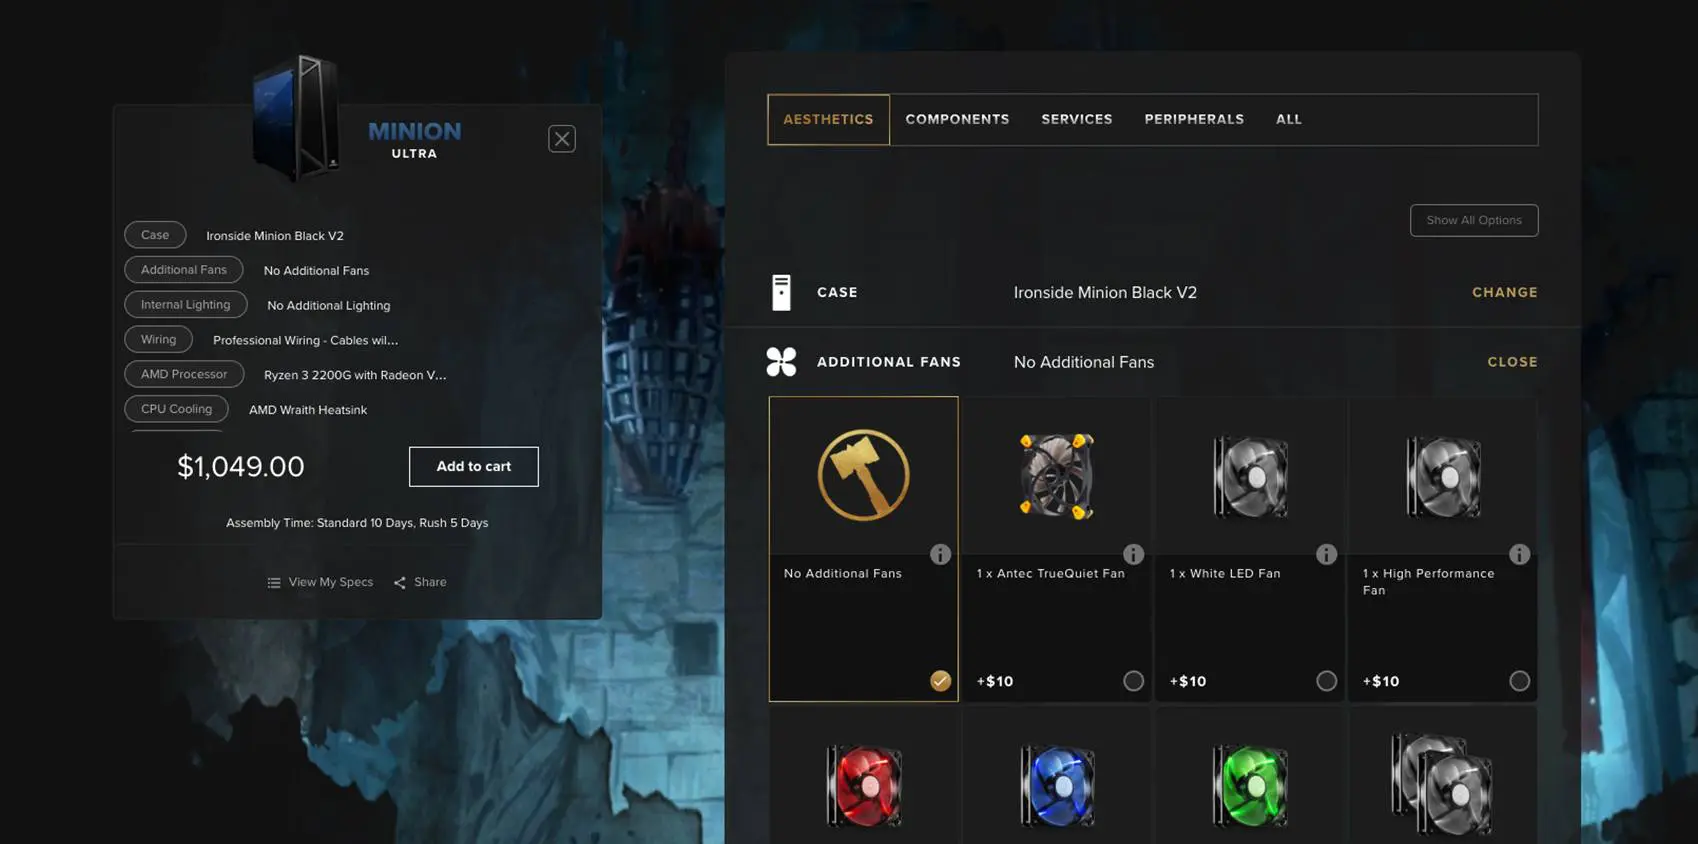 MINION
ULTRA
Case Ironside Minion Black V2
Additional Fans No Additional Fans
Internal Lighting No Additional Lighting
Wiring Professional Wiring - Cables wil...
AMD Processor Ryzen 3 2200G with Radeon V...
CPU Cooling AMD Wraith Heatsink
$1,049.00 Add to cart
Assembly Time: Standard 10 Days, Rush 5 Days
View My Specs Share
AESTHETICS COMPONENTS SERVICES PERIPHERALS ALL
Show All Options
CASE Ironside Minion Black V2 CHANGE
ADDITIONAL FANS No Additional Fans CLOSE
No Additional Fans
1 x Antec TrueQuiet Fan
+$10
1 x White LED Fan
+$10
1 x High Performance
Fan
+$10